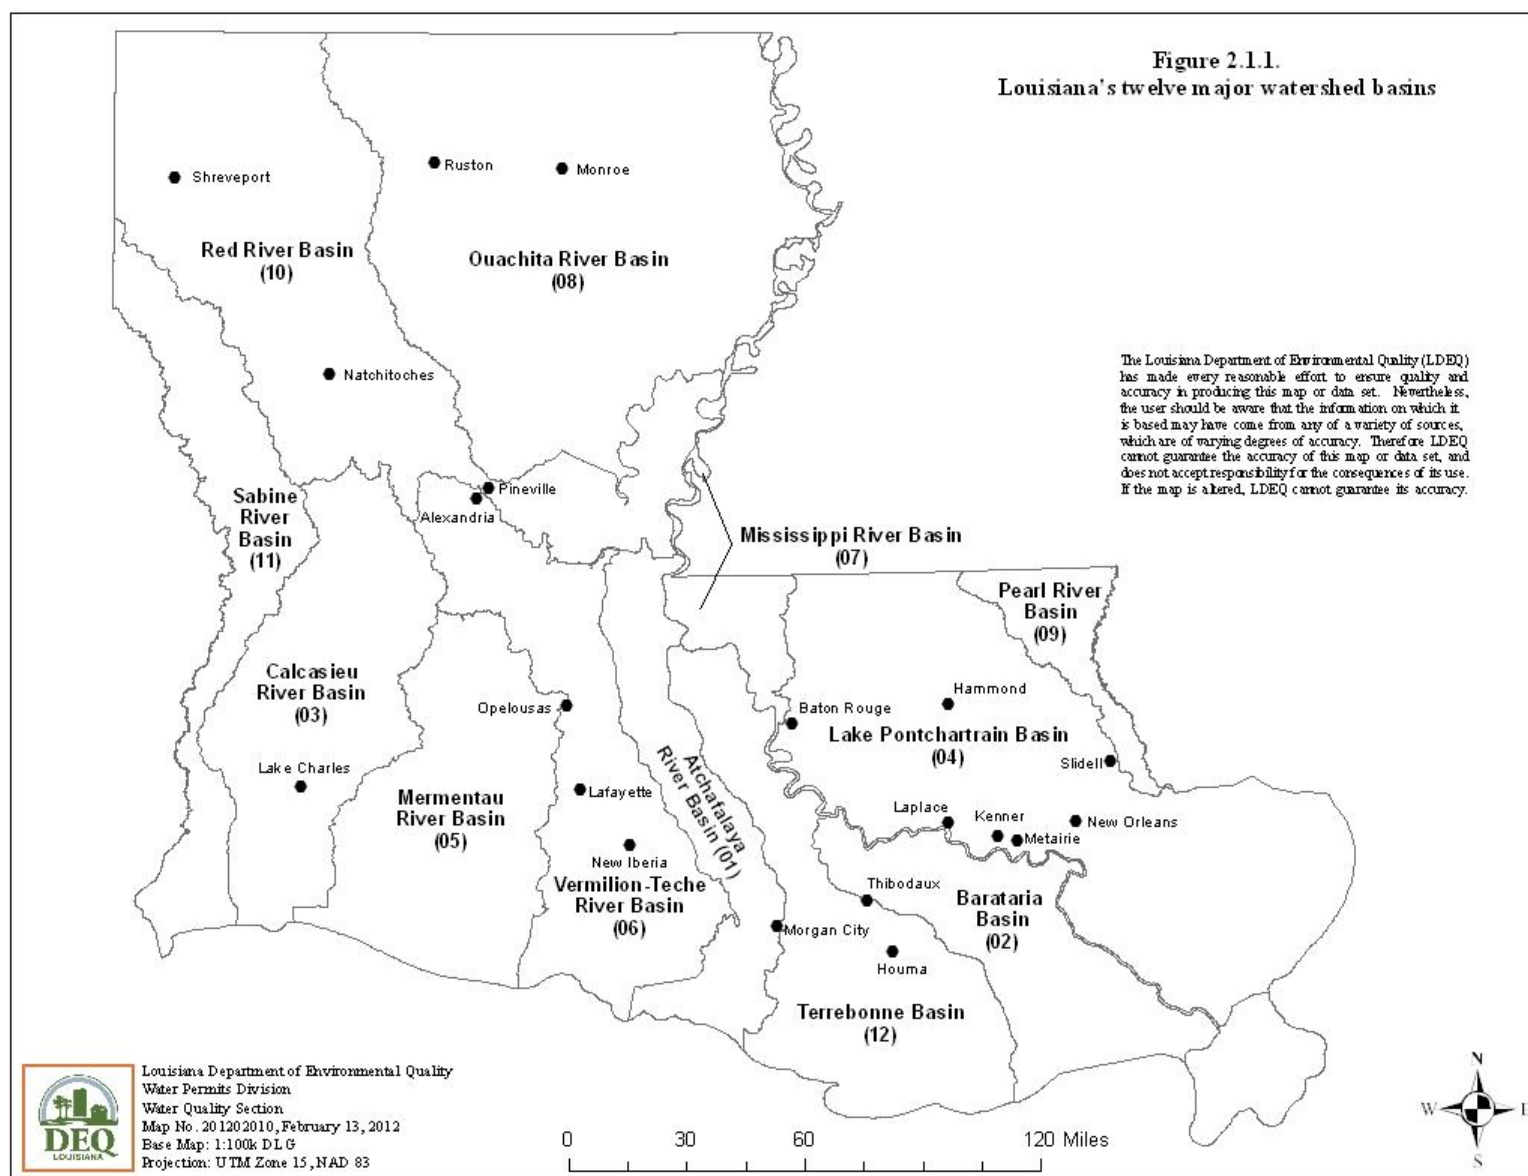 Figure 2.1.1.
Louisiana's twelve major watershed basins
Shreveport
Ruston
Monroe
Red River Basin
(10)
Ouachita River Basin
(08)
Natchitoches
The Louisiana Department of Environmental Quality (LDEQ)
has made every reasonable effort to ensure quality and
accuracy in producing this map or data set. Nevertheless,
the user should be aware that the information on which it
is based may have come from any of a variety of sources,
which are of varying degrees of accuracy. Therefore LDEQ
cannot guarantee the accuracy of this map or data set, and
does not accept responsibility for the consequences of its use.
If the map is altered, LDEQ cannot guarantee its accuracy.
Sabine
River
Basin
(11)
Pineville
Alexandria
Mississippi River Basin
(07)
Pearl River
Basin
(09)
Calcasieu
River Basin
(03)
Opelousas
Baton Rouge
Hammond
Lake Pontchartrain Basin
(04)
Slidell
Lake Charles
Mermentau
River Basin
(05)
Lafayette
Atchafalaya
River Basin (01)
Laplace
Kenner
Metairie
New Orleans
New Iberia
Vermilion-Teche
River Basin
(06)
Thibodaux
Barataria
Basin
(02)
Morgan City
Houma
Terrebonne Basin
(12)
DEQ
LOUISIANA
Louisiana Department of Environmental Quality
Water Permits Division
Water Quality Section
Map No. 201202010, February 13, 2012
Base Map: 1:100k DLG
Projection: UTM Zone 15, NAD 83
0 30 60 120 Miles
N
W E
S